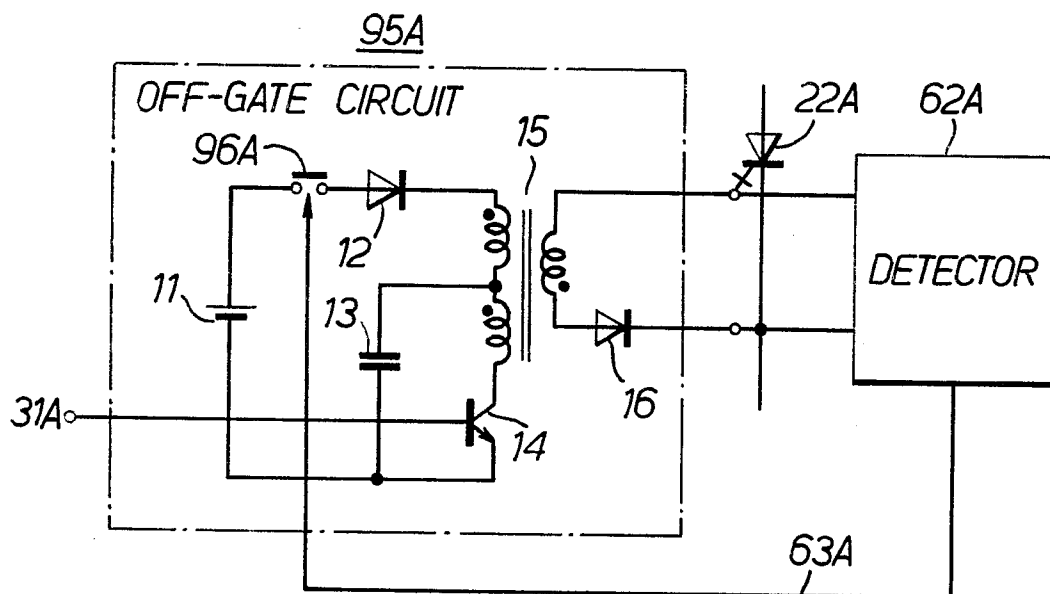 95A
OFF-GATE CIRCUIT
96A
15
22A
62A
12
11
13
DETECTOR
16
31A
14
63A